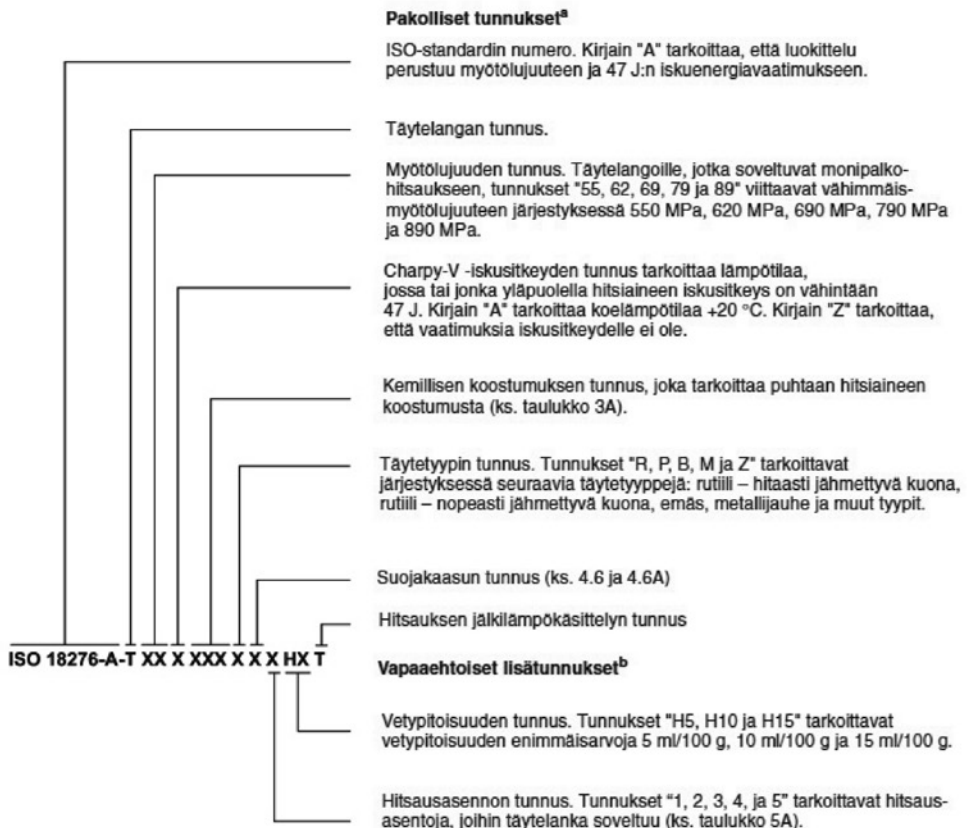 Pakolliset tunnuksetᵃ
ISO-standardin numero. Kirjain "A" tarkoittaa, että luokittelu
perustuu myötölujuuteen ja 47 J:n iskuenergiavaatimukseen.
Täytelangan tunnus.
Myötölujuuden tunnus. Täytelangoille, jotka soveltuvat monipalko-
hitsaukseen, tunnukset "55, 62, 69, 79 ja 89" viittaavat vähimmäis-
myötölujuuteen järjestyksessä 550 MPa, 620 MPa, 690 MPa, 790 MPa
ja 890 MPa.
Charpy-V -iskusitkeyden tunnus tarkoittaa lämpötilaa,
jossa tai jonka yläpuolella hitsiaineen iskusitkeys on vähintään
47 J. Kirjain "A" tarkoittaa koelämpötilaa +20 °C. Kirjain "Z" tarkoittaa,
että vaatimuksia iskusitkeydelle ei ole.
Kemillisen koostumuksen tunnus, joka tarkoittaa puhtaan hitsiaineen
koostumusta (ks. taulukko 3A).
Täytetyypin tunnus. Tunnukset "R, P, B, M ja Z" tarkoittavat
järjestyksessä seuraavia täytetyyppejä: rutiili – hitaasti jähmettyvä kuona,
rutiili – nopeasti jähmettyvä kuona, emäs, metallijauhe ja muut tyypit.
Suojakaasun tunnus (ks. 4.6 ja 4.6A)
Hitsauksen jälkilämpökäsittelyn tunnus
ISO 18276-A-T XX X XXX X X X HX T
Vapaaehtoiset lisätunnuksetᵇ
Vetypitoisuuden tunnus. Tunnukset "H5, H10 ja H15" tarkoittavat
vetypitoisuuden enimmäisarvoja 5 ml/100 g, 10 ml/100 g ja 15 ml/100 g.
Hitsausasennon tunnus. Tunnukset "1, 2, 3, 4, ja 5" tarkoittavat hitsaus-
asentoja, joihin täytelanka soveltuu (ks. taulukko 5A).